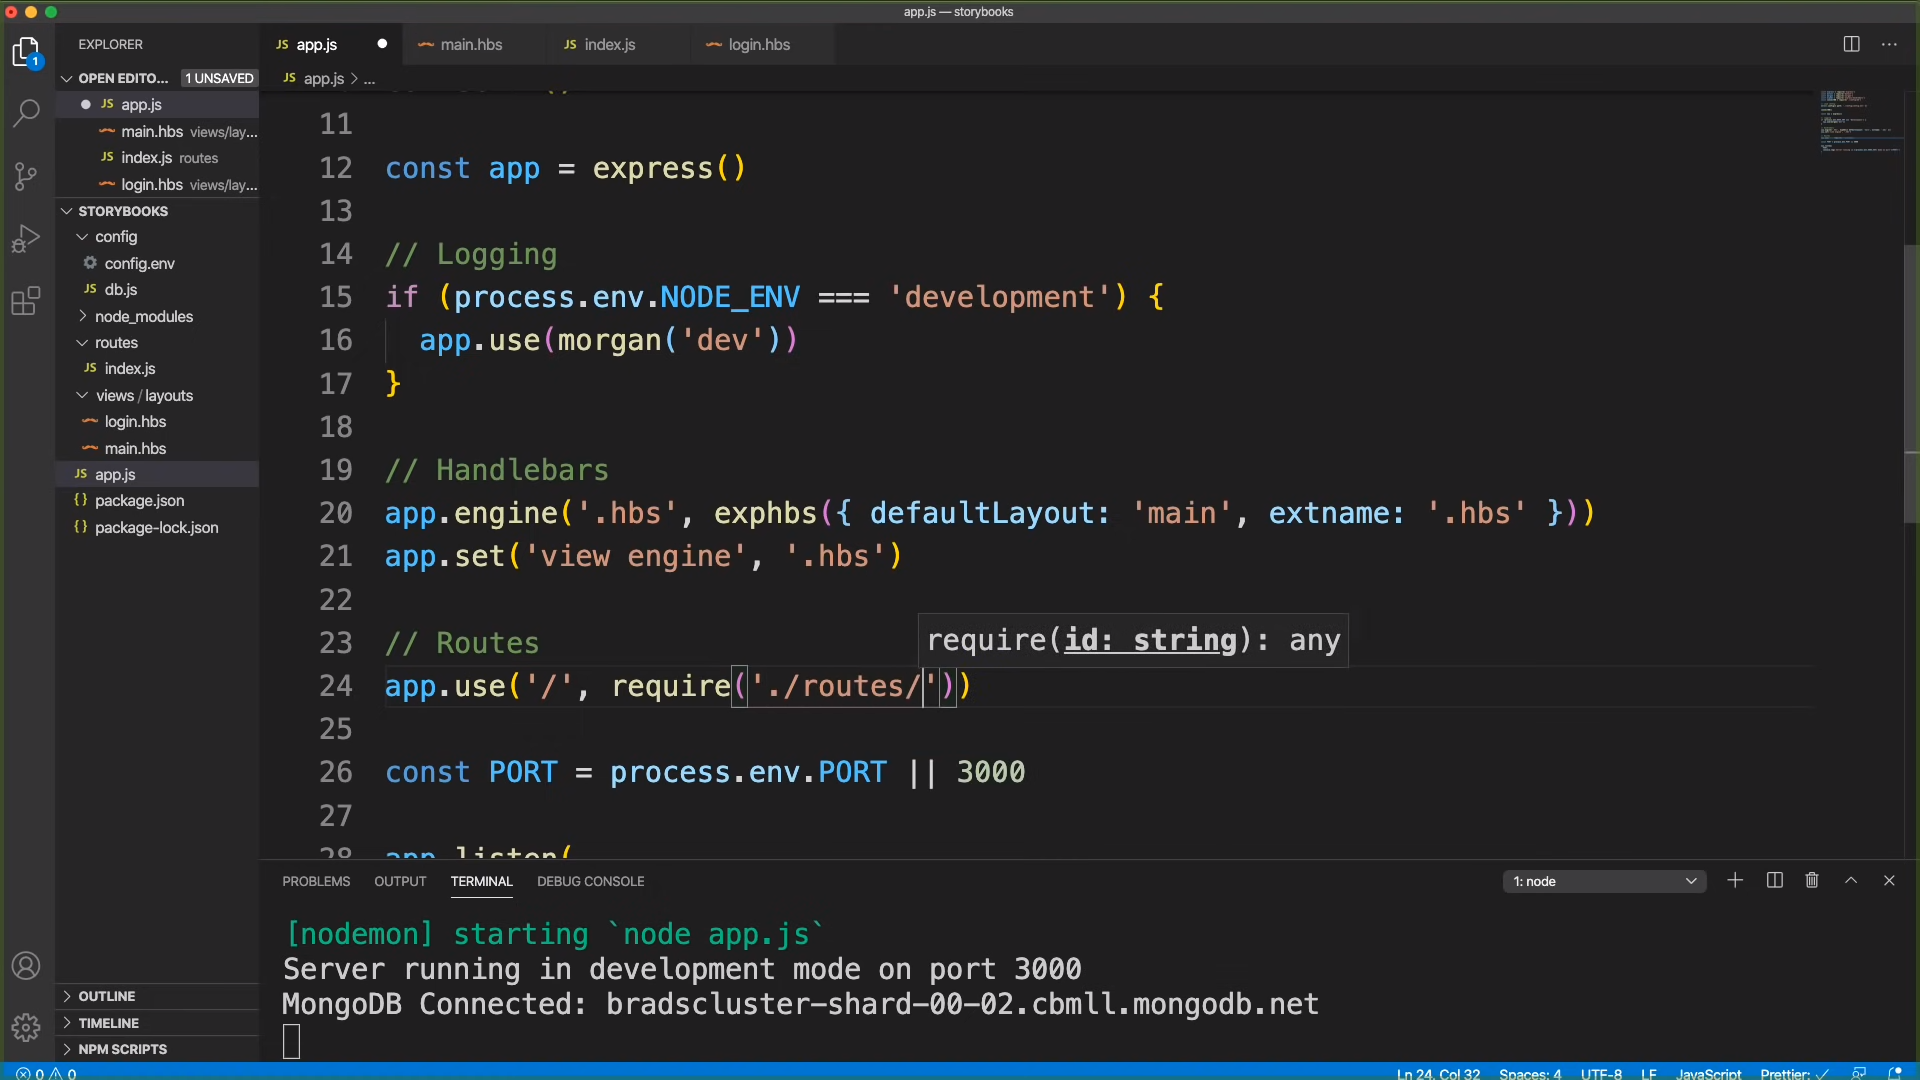 app.js — storybooks
EXPLORER
OPEN EDITO... 1 UNSAVED
JS app.js
main.hbs views/lay...
JS index.js routes
login.hbs views/lay...
STORYBOOKS
config
config.env
JS db.js
node_modules
routes
JS index.js
views / layouts
login.hbs
main.hbs
JS app.js
{} package.json
{} package-lock.json
OUTLINE
TIMELINE
NPM SCRIPTS
1
JS app.js
main.hbs
JS index.js
login.hbs
JS app.js > ...
11
12 const app = express()
13
14 // Logging
15 if (process.env.NODE_ENV === 'development') {
16 app.use(morgan('dev'))
17 }
18
19 // Handlebars
20 app.engine('.hbs', exphbs({ defaultLayout: 'main', extname: '.hbs' }))
21 app.set('view engine', '.hbs')
22
23 // Routes
require(id: string): any
24 app.use('/', require('./routes/'))
25
26 const PORT = process.env.PORT || 3000
27
28 app.listen(
PROBLEMS OUTPUT TERMINAL DEBUG CONSOLE
1: node
[nodemon] starting `node app.js`
Server running in development mode on port 3000
MongoDB Connected: bradscluster-shard-00-02.cbmll.mongodb.net
0 0
Ln 24, Col 32 Spaces: 4 UTF-8 LF JavaScript Prettier: ✓